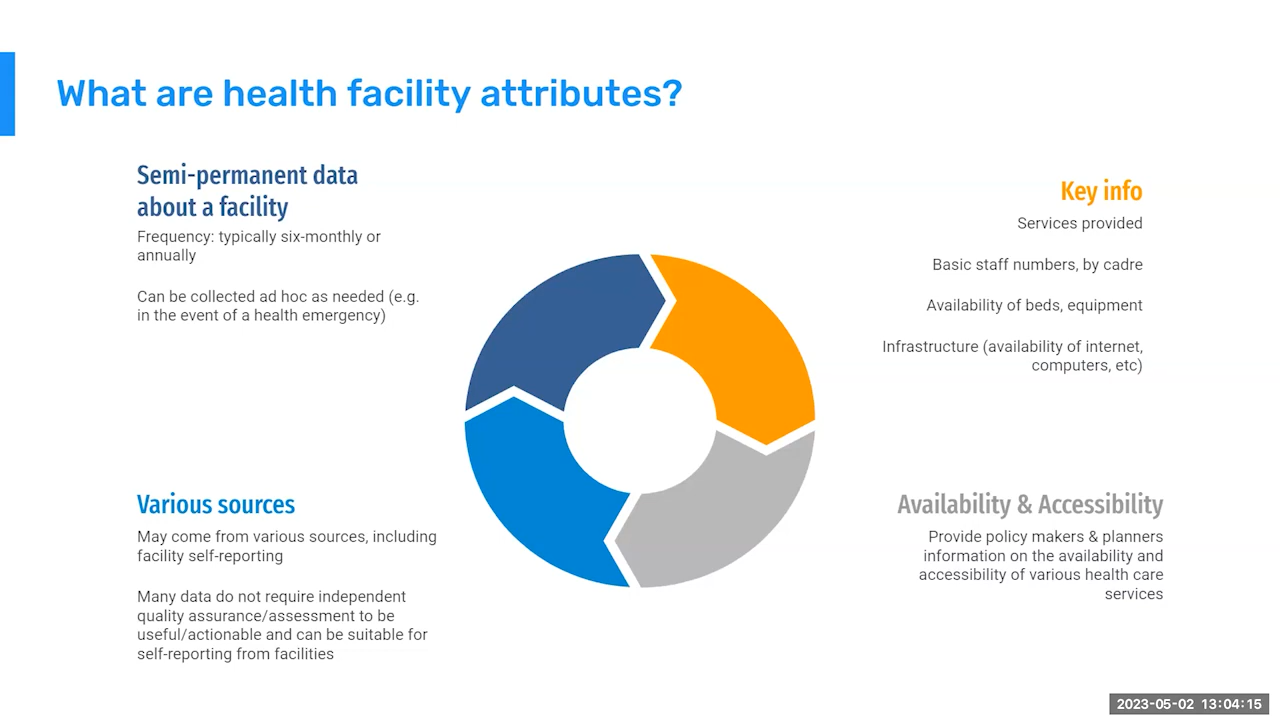 What are health facility attributes?
Semi-permanent data
about a facility
Frequency: typically six-monthly or
annually
Can be collected ad hoc as needed (e.g.
in the event of a health emergency)
Key info
Services provided
Basic staff numbers, by cadre
Availability of beds, equipment
Infrastructure (availability of internet,
computers, etc)
Various sources
May come from various sources, including
facility self-reporting
Many data do not require independent
quality assurance/assessment to be
useful/actionable and can be suitable for
self-reporting from facilities
Availability & Accessibility
Provide policy makers & planners
information on the availability and
accessibility of various health care
services
2023-05-02 13:04:15